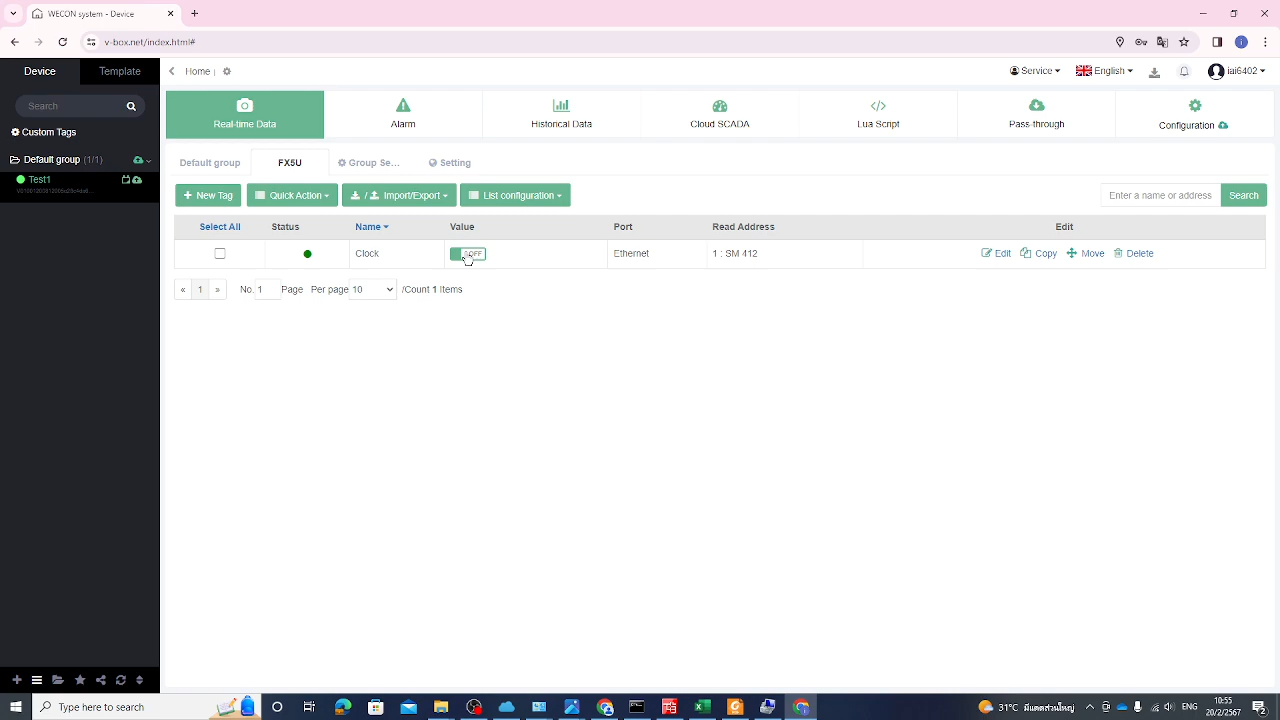 WECON system - Device
v-box.net/index.html#
Device
Template
Home
Service
English
iai6402
Search
Custom Tags
Default group (1/1)
Test1
Real-time Data
Alarm
Historical Data
Cloud SCADA
Lua Script
Pass-through
Configuration
Default group
FX5U
Group Se...
Setting
+ New Tag
Quick Action
/ Import/Export
List configuration
Enter a name or address
Search
Select All
Status
Name
Value
Port
Read Address
Edit
Clock
OFF
Ethernet
1 : SM 412
Edit
Copy
Move
Delete
« 1 » No. 1 Page Per page 10 /Count 1 Items
Type here to search
31°C
ENG
10:55
20/2/2567